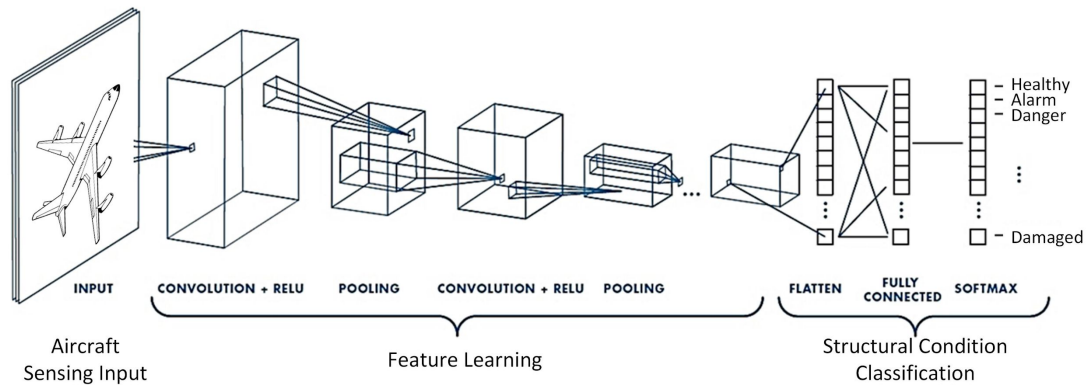 Healthy
Alarm
Danger
Damaged
INPUT
CONVOLUTION + RELU
POOLING
CONVOLUTION + RELU
POOLING
FLATTEN
FULLY
CONNECTED
SOFTMAX
Aircraft
Sensing Input
Feature Learning
Structural Condition
Classification